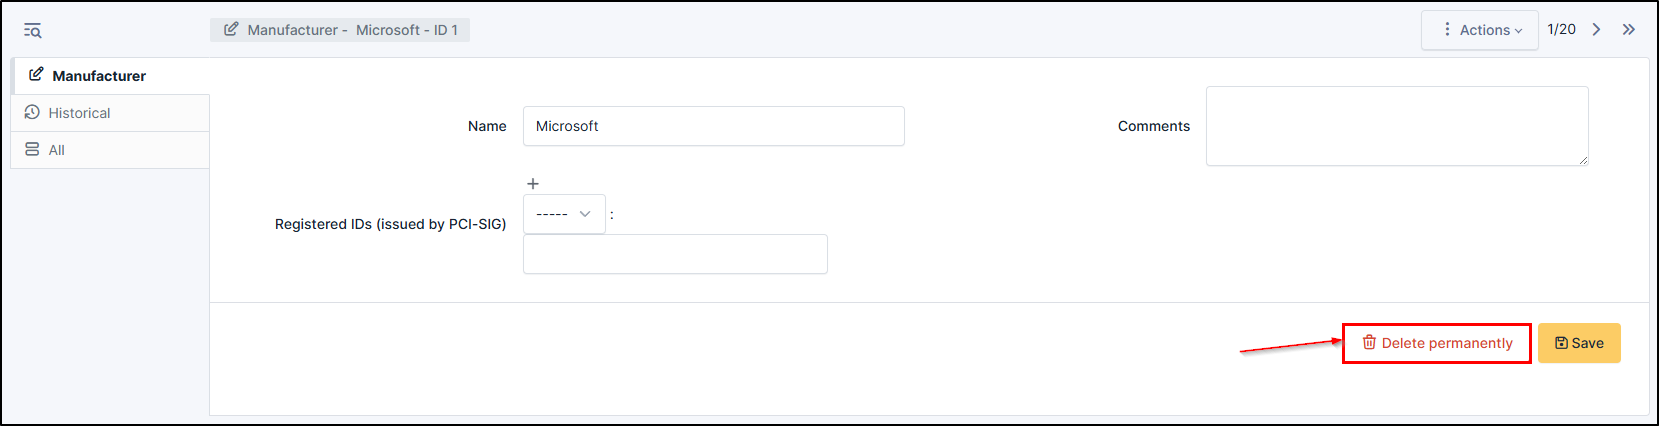 Manufacturer - Microsoft - ID 1
Actions
1/20
Manufacturer
Historical
All
Name
Microsoft
Comments
Registered IDs (issued by PCI-SIG)
----- :
Delete permanently
Save